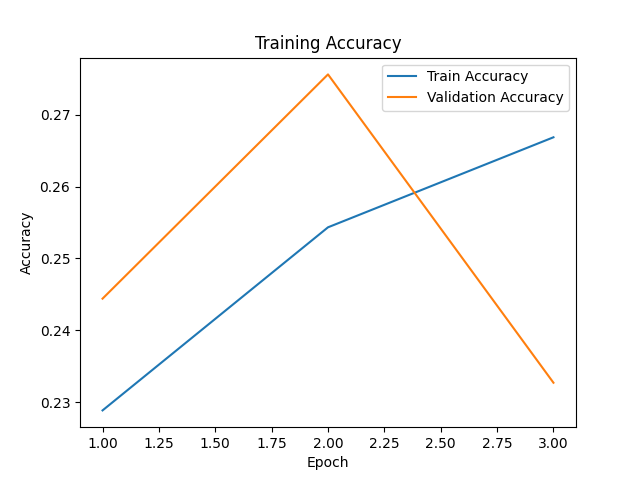 Training Accuracy
Train Accuracy
Validation Accuracy
0.27
0.26
0.25
0.24
0.23
Accuracy
1.00 1.25 1.50 1.75 2.00 2.25 2.50 2.75 3.00
Epoch